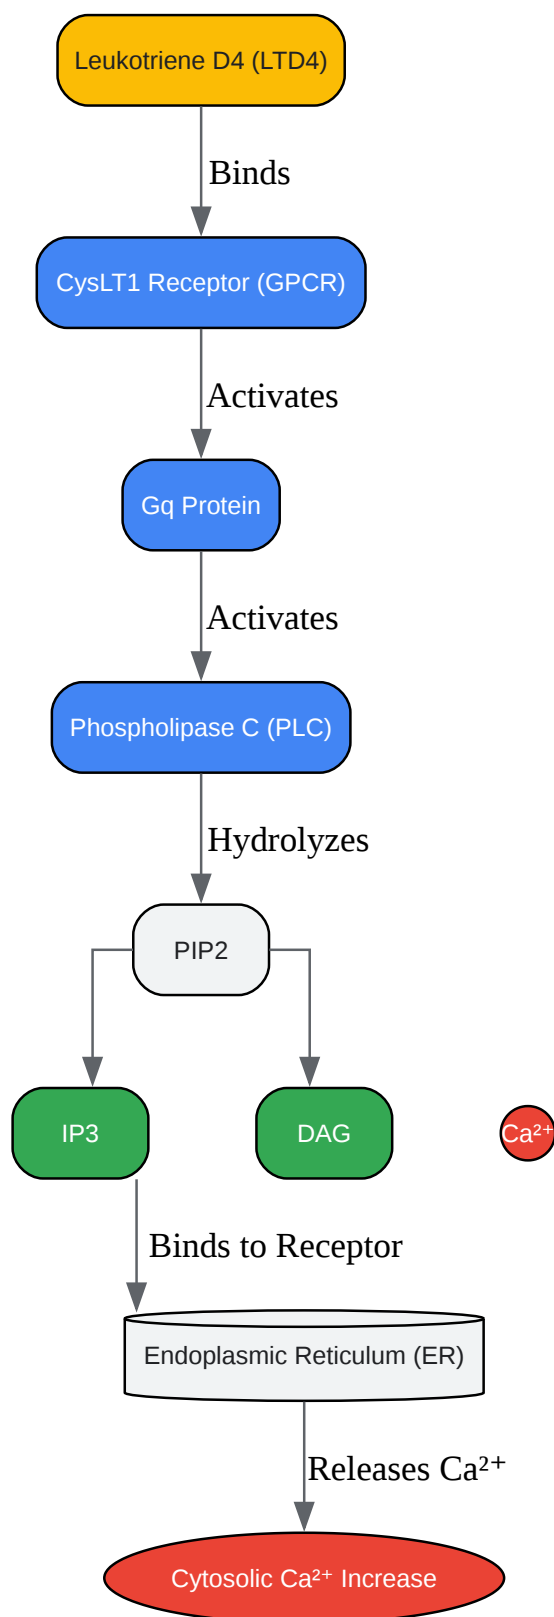 Leukotriene D4 (LTD4)
Binds
CysLT1 Receptor (GPCR)
Activates
Gq Protein
Activates
Phospholipase C (PLC)
Hydrolyzes
PIP2
IP3
DAG
Ca²⁺
Binds to Receptor
Endoplasmic Reticulum (ER)
Releases Ca²⁺
Cytosolic Ca²⁺ Increase